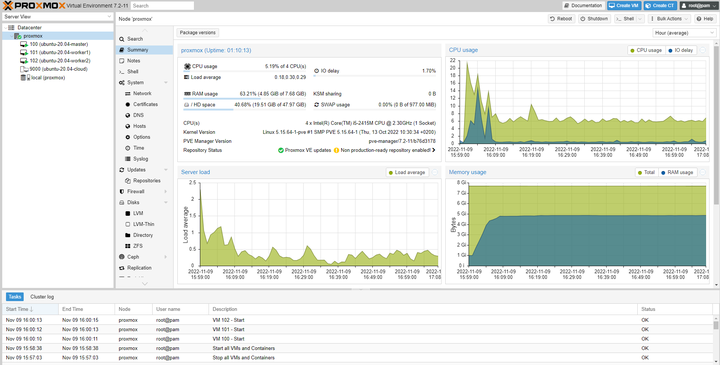 PROXMOX Virtual Environment 7.2-11 Search Documentation Create VM Create CT root@pam
Server View
Node 'proxmox' Reboot Shutdown Shell Bulk Actions Help
Datacenter
proxmox
100 (ubuntu-20.04-master)
101 (ubuntu-20.04-worker1)
102 (ubuntu-20.04-worker2)
9000 (ubuntu-20.04-cloud)
local (proxmox)
Search
Summary
Notes
Shell
System
Network
Certificates
DNS
Hosts
Options
Time
Syslog
Updates
Repositories
Firewall
Disks
LVM
LVM-Thin
Directory
ZFS
Ceph
Replication
Package versions Hour (average)
proxmox (Uptime: 01:10:13)
CPU usage 5.19% of 4 CPU(s) IO delay 1.70%
Load average 0.18,0.30,0.29
RAM usage 63.21% (4.85 GiB of 7.68 GiB) KSM sharing 0 B
/ HD space 40.68% (19.51 GiB of 47.97 GiB) SWAP usage 0.00% (0 B of 977.00 MiB)
CPU(s) 4 x Intel(R) Core(TM) i5-2415M CPU @ 2.30GHz (1 Socket)
Kernel Version Linux 5.15.64-1-pve #1 SMP PVE 5.15.64-1 (Thu, 13 Oct 2022 10:30:34 +0200)
PVE Manager Version pve-manager/7.2-11/b76d3178
Repository Status Proxmox VE updates Non production-ready repository enabled!
CPU usage CPU usage IO delay
22
20
18
16
14
12
10
8
6
4
2
0
2022-11-09 15:59:00
2022-11-09 16:09:00
2022-11-09 16:19:00
2022-11-09 16:29:00
2022-11-09 16:39:00
2022-11-09 16:49:00
2022-11-09 16:59:00
2022-11 17:08
Server load Load average
Load average
2.5
2
1.5
1
0.5
0
2022-11-09 15:59:00
2022-11-09 16:09:00
2022-11-09 16:19:00
2022-11-09 16:29:00
2022-11-09 16:39:00
2022-11-09 16:49:00
2022-11-09 16:59:00
2022-11 17:08
Memory usage Total RAM usage
Bytes
8 Gi
7 Gi
6 Gi
5 Gi
4 Gi
3 Gi
2 Gi
1 Gi
0
2022-11-09 15:59:00
2022-11-09 16:09:00
2022-11-09 16:19:00
2022-11-09 16:29:00
2022-11-09 16:39:00
2022-11-09 16:49:00
2022-11-09 16:59:00
2022-11 17:08
Tasks Cluster log
Start Time End Time Node User name Description Status
Nov 09 16:00:13 Nov 09 16:00:15 proxmox root@pam VM 102 - Start OK
Nov 09 16:00:12 Nov 09 16:00:13 proxmox root@pam VM 101 - Start OK
Nov 09 16:00:10 Nov 09 16:00:11 proxmox root@pam VM 100 - Start OK
Nov 09 15:58:38 Nov 09 15:58:38 proxmox root@pam Start all VMs and Containers OK
Nov 09 15:57:03 Nov 09 15:57:03 proxmox root@pam Stop all VMs and Containers OK